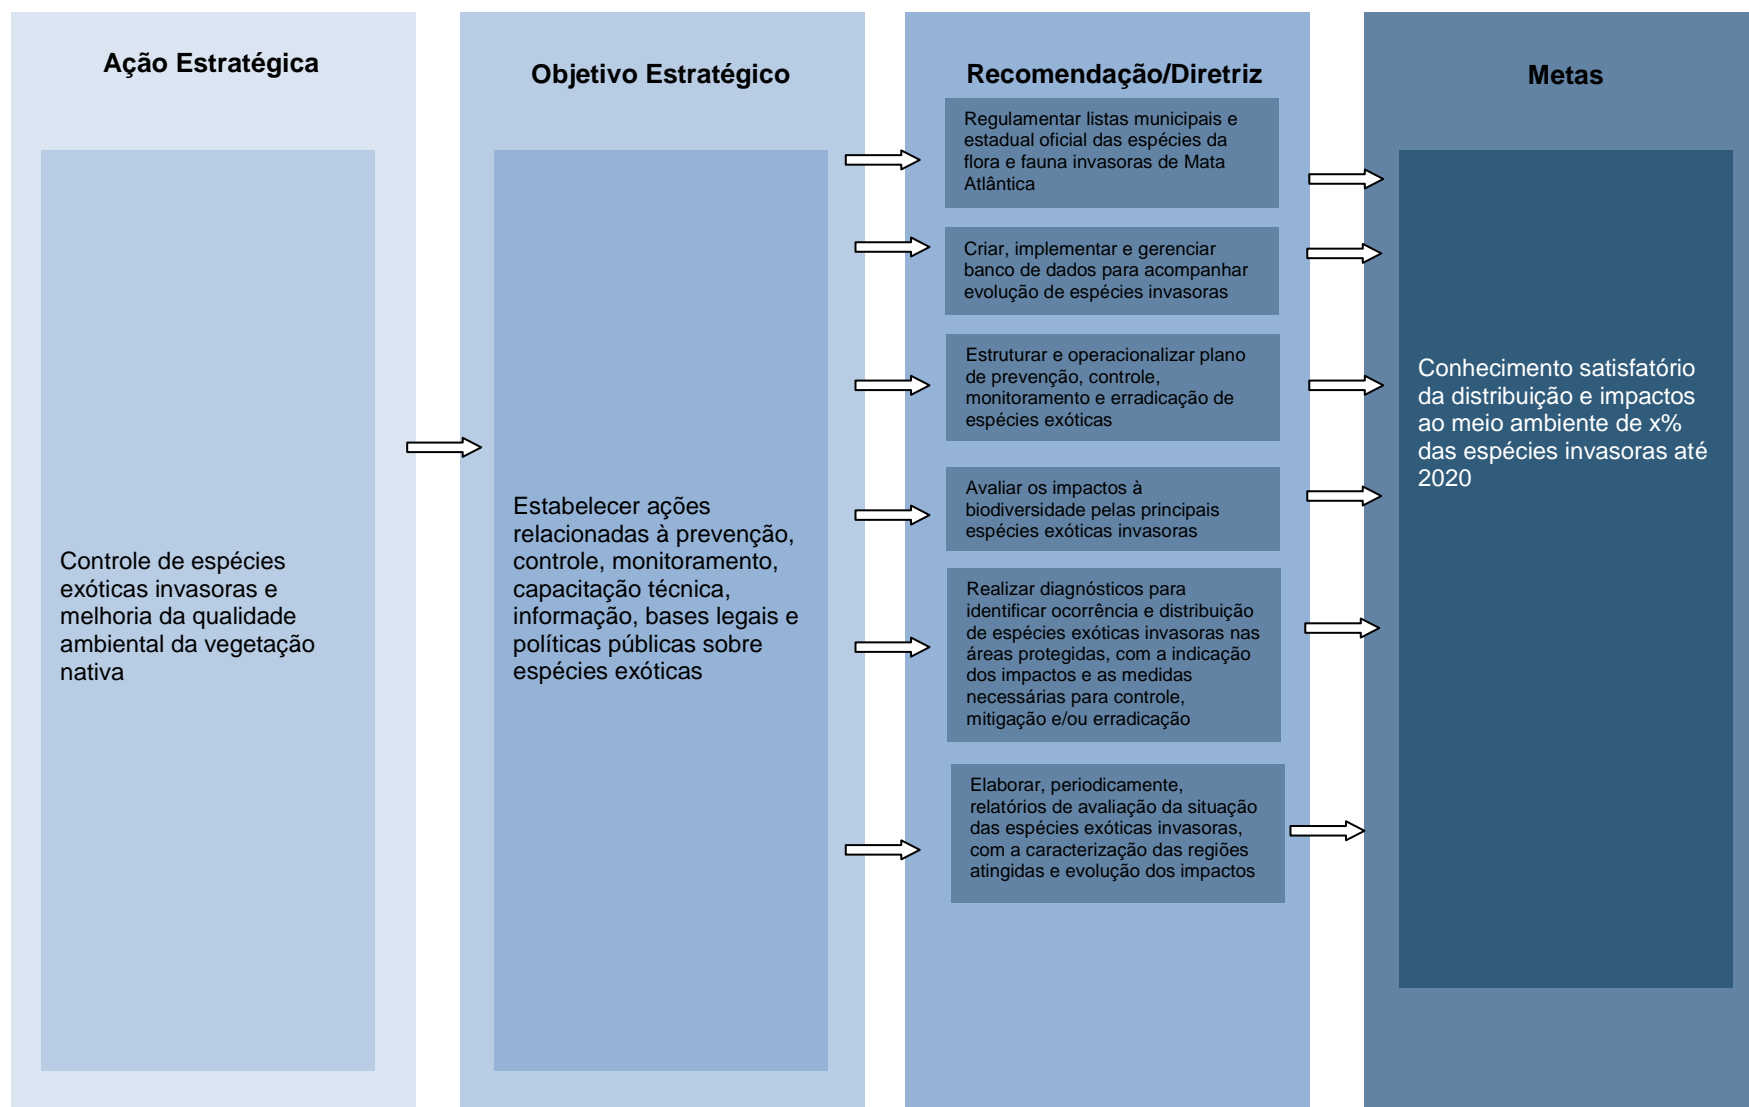 Ação Estratégica
Controle de espécies
exóticas invasoras e
melhoria da qualidade
ambiental da vegetação
nativa
Objetivo Estratégico
Estabelecer ações
relacionadas à prevenção,
controle, monitoramento,
capacitação técnica,
informação, bases legais e
políticas públicas sobre
espécies exóticas
Recomendação/Diretriz
Regulamentar listas municipais e
estadual oficial das espécies da
flora e fauna invasoras de Mata
Atlântica
Criar, implementar e gerenciar
banco de dados para acompanhar
evolução de espécies invasoras
Estruturar e operacionalizar plano
de prevenção, controle,
monitoramento e erradicação de
espécies exóticas
Avaliar os impactos à
biodiversidade pelas principais
espécies exóticas invasoras
Realizar diagnósticos para
identificar ocorrência e distribuição
de espécies exóticas invasoras nas
áreas protegidas, com a indicação
dos impactos e as medidas
necessárias para controle,
mitigação e/ou erradicação
Elaborar, periodicamente,
relatórios de avaliação da situação
das espécies exóticas invasoras,
com a caracterização das regiões
atingidas e evolução dos impactos
Metas
Conhecimento satisfatório
da distribuição e impactos
ao meio ambiente de x%
das espécies invasoras até
2020